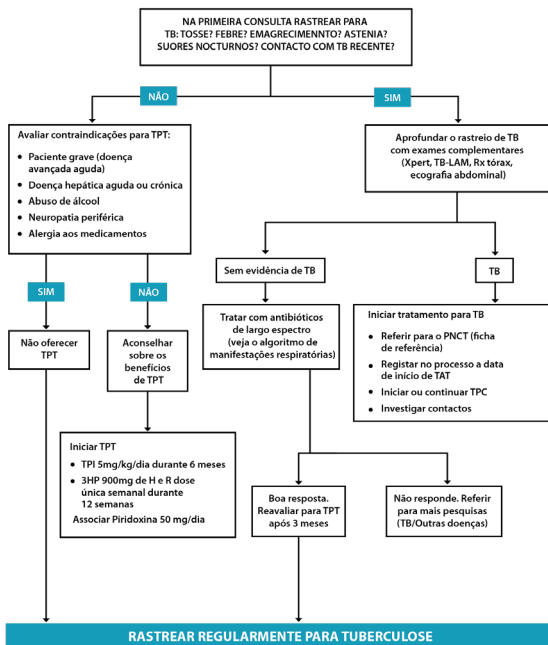 NA PRIMEIRA CONSULTA RASTREAR PARA
TB: TOSSE? FEBRE? EMAGRECIMENNTO? ASTENIA?
SUORES NOCTURNOS? CONTACTO COM TB RECENTE?
NÃO
SIM
Avaliar contraindicações para TPT:
• Paciente grave (doença
avançada aguda)
• Doença hepática aguda ou crónica
• Abuso de álcool
• Neuropatia periférica
• Alergia aos medicamentos
Aprofundar o rastreio de TB
com exames complementares
(Xpert, TB-LAM, Rx tórax,
ecografia abdominal)
SIM
NÃO
Sem evidência de TB
TB
Não oferecer
TPT
Aconselhar
sobre os
benefícios
de TPT
Tratar com antibióticos
de largo espectro
(veja o algoritmo de
manifestações respiratórias)
Iniciar tratamento para TB
• Referir para o PNCT (ficha
de referência)
• Registar no processo a data
de início de TAT
• Iniciar ou continuar TPC
• Investigar contactos
Iniciar TPT
• TPI 5mg/kg/dia durante 6 meses
• 3HP 900mg de H e R dose
única semanal durante
12 semanas
Associar Piridoxina 50 mg/dia
Boa resposta.
Reavaliar para TPT
após 3 meses
Não responde. Referir
para mais pesquisas
(TB/Outras doenças)
RASTREAR REGULARMENTE PARA TUBERCULOSE